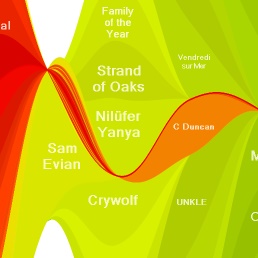 Family
of the
Year
al
Vendredi
sur Mer
Strand
of Oaks
Nilüfer
Yanya
C Duncan
Sam
Evian
M
Crywolf
UNKLE